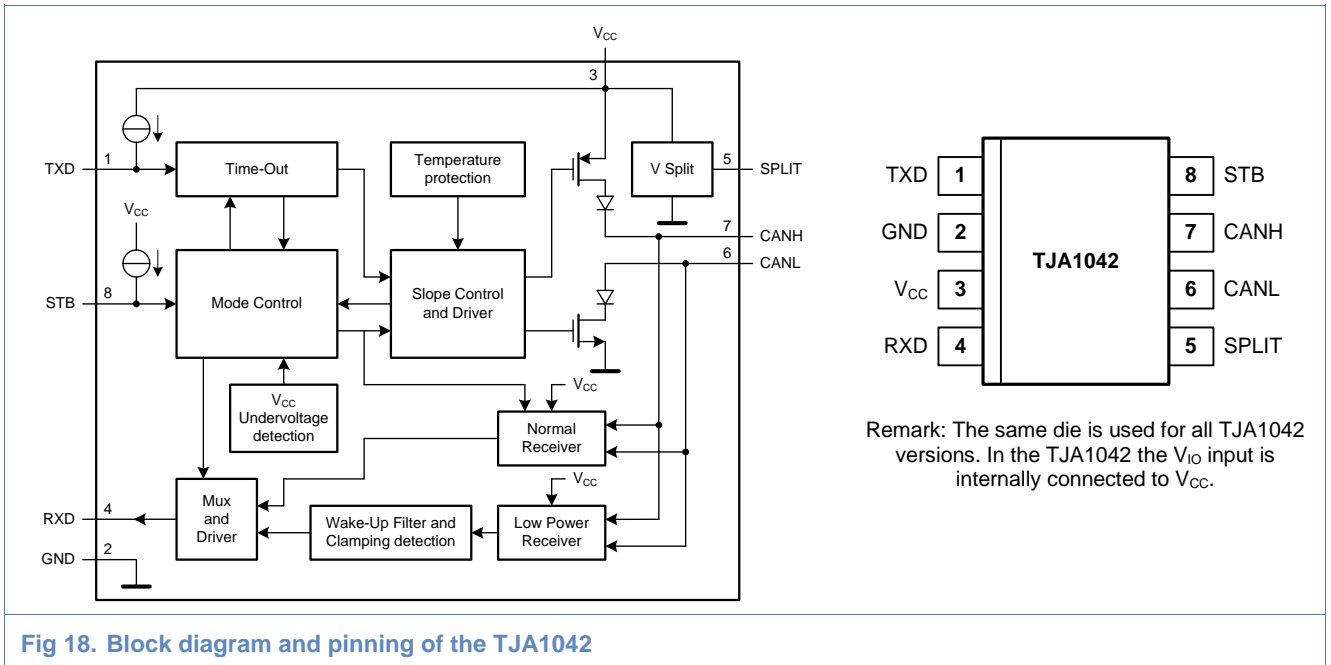 VCC
3
TXD
1
Time-Out
Temperature
protection
V Split
5
SPLIT
VCC
7
CANH
6
CANL
STB
8
Mode Control
Slope Control
and Driver
VCC
Undervoltage
detection
VCC
Normal
Receiver
VCC
RXD
4
Mux
and
Driver
Wake-Up Filter and
Clamping detection
Low Power
Receiver
GND
2
TXD 1
GND 2
VCC 3
RXD 4
TJA1042
8 STB
7 CANH
6 CANL
5 SPLIT
Remark: The same die is used for all TJA1042
versions. In the TJA1042 the VIO input is
internally connected to VCC.
Fig 18. Block diagram and pinning of the TJA1042